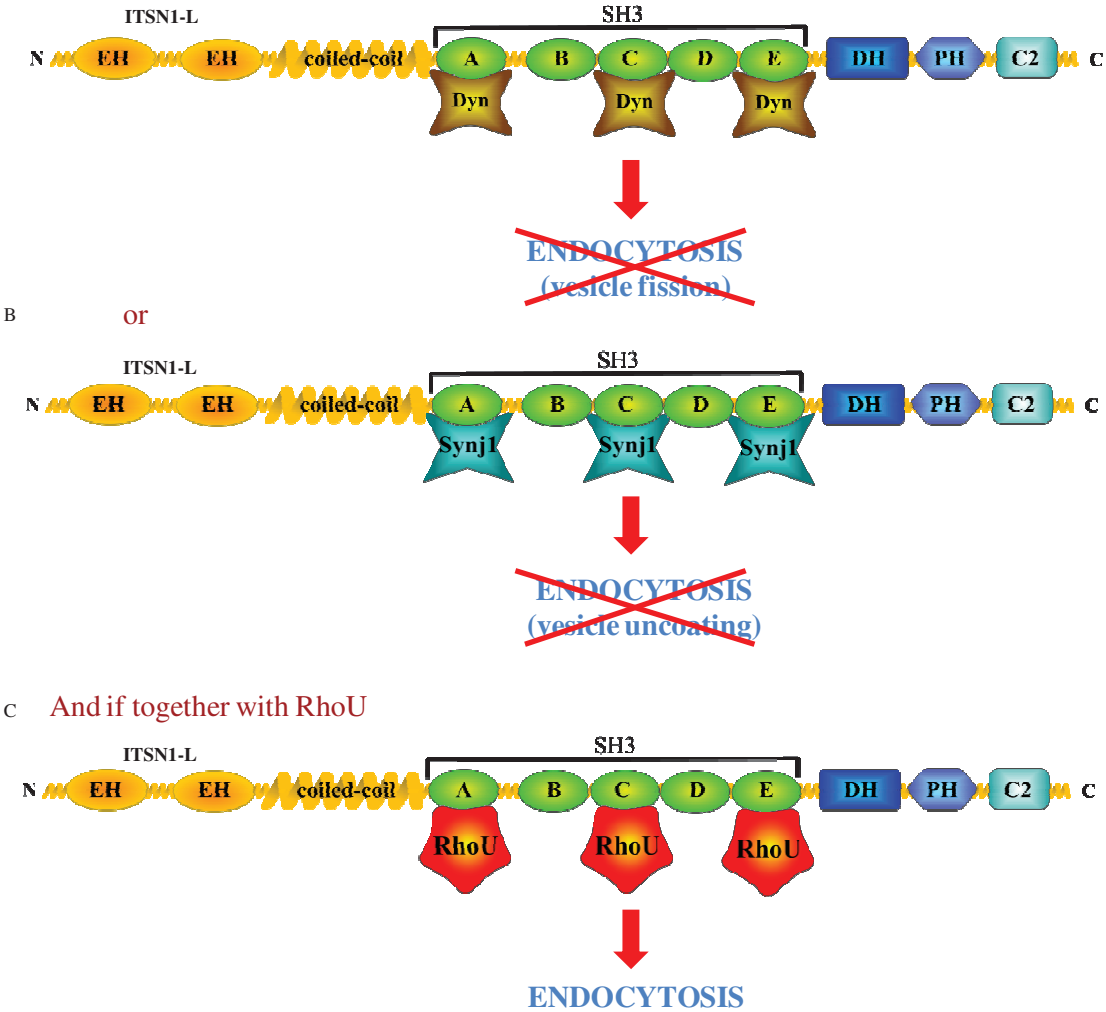 ITSN1-L
SH3
N EH EH coiled-coil A B C D E DH PH C2 C
Dyn Dyn Dyn
ENDOCYTOSIS
(vesicle fission)
B or
ITSN1-L
SH3
N EH EH coiled-coil A B C D E DH PH C2 C
Synj1 Synj1 Synj1
ENDOCYTOSIS
(vesicle uncoating)
C And if together with RhoU
ITSN1-L
SH3
N EH EH coiled-coil A B C D E DH PH C2 C
RhoU RhoU RhoU
ENDOCYTOSIS